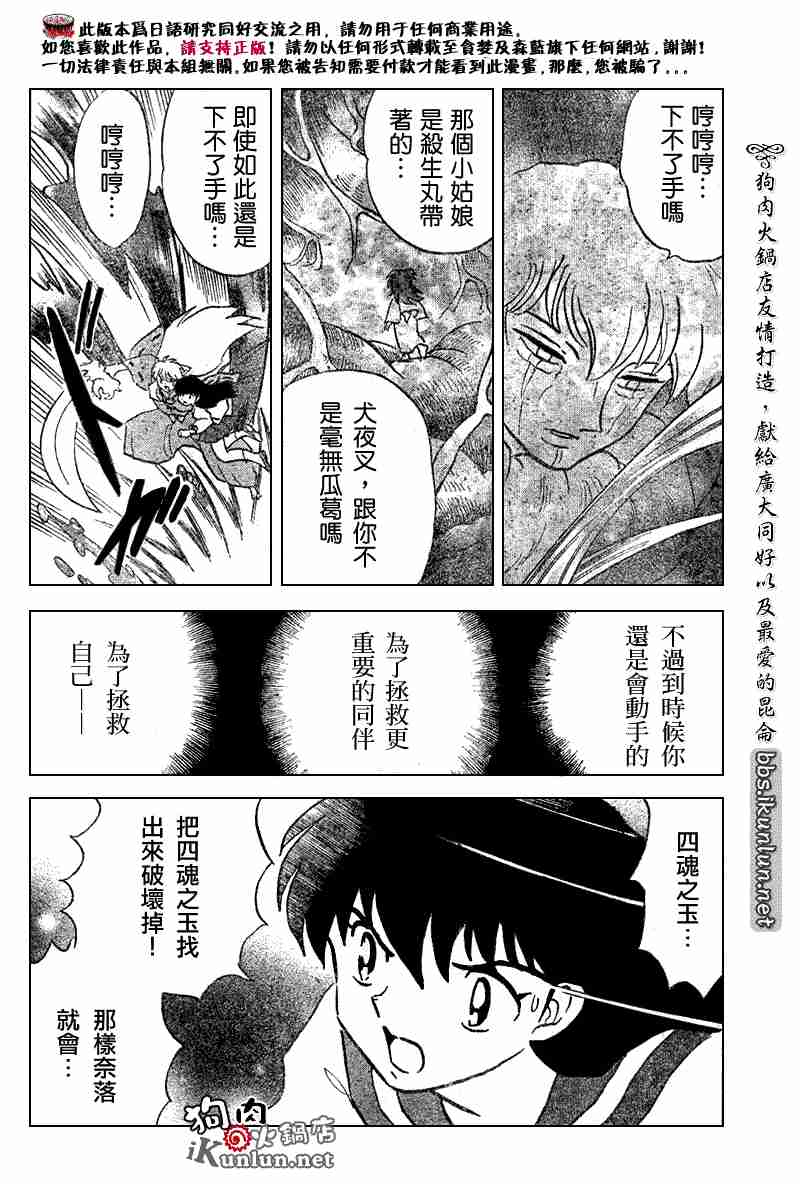 此版本爲日語研究同好交流之用，請勿用于任何商業用途。
如您喜歡此作品，請支持正版！請勿以任何形式轉載至貪婪及森藍旗下任何網站，謝謝！
一切法律責任與本組無關。如果您被告知需要付款才能看到此漫畫，那麼，您被騙了...
哼哼哼…
下不了手嗎
那個小姑娘
是殺生丸帶
著的…
犬夜叉，跟你不
是毫無瓜葛嗎
即使如此還是
下不了手嗎…
哼哼哼…
不過到時候你
還是會動手的
為了拯救更
重要的同伴
為了拯救
自己——
四魂之玉…
把四魂之玉找
出來破壞掉！
那樣奈落
就會…
狗肉火鍋店友情打造，獻給廣大同好以及最愛的昆侖
bbs.ikunlun.net
狗肉
火鍋店
iKunlun.net